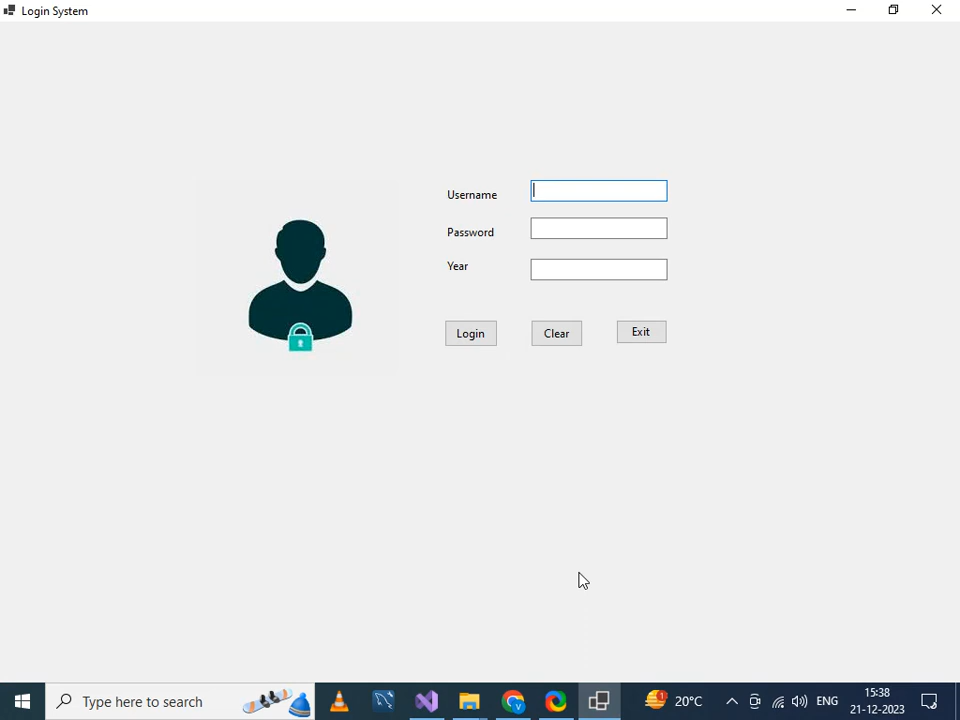 Login System
Username
Password
Year
Login Clear Exit
Type here to search
1
V
20°C
ENG
15:38
21-12-2023